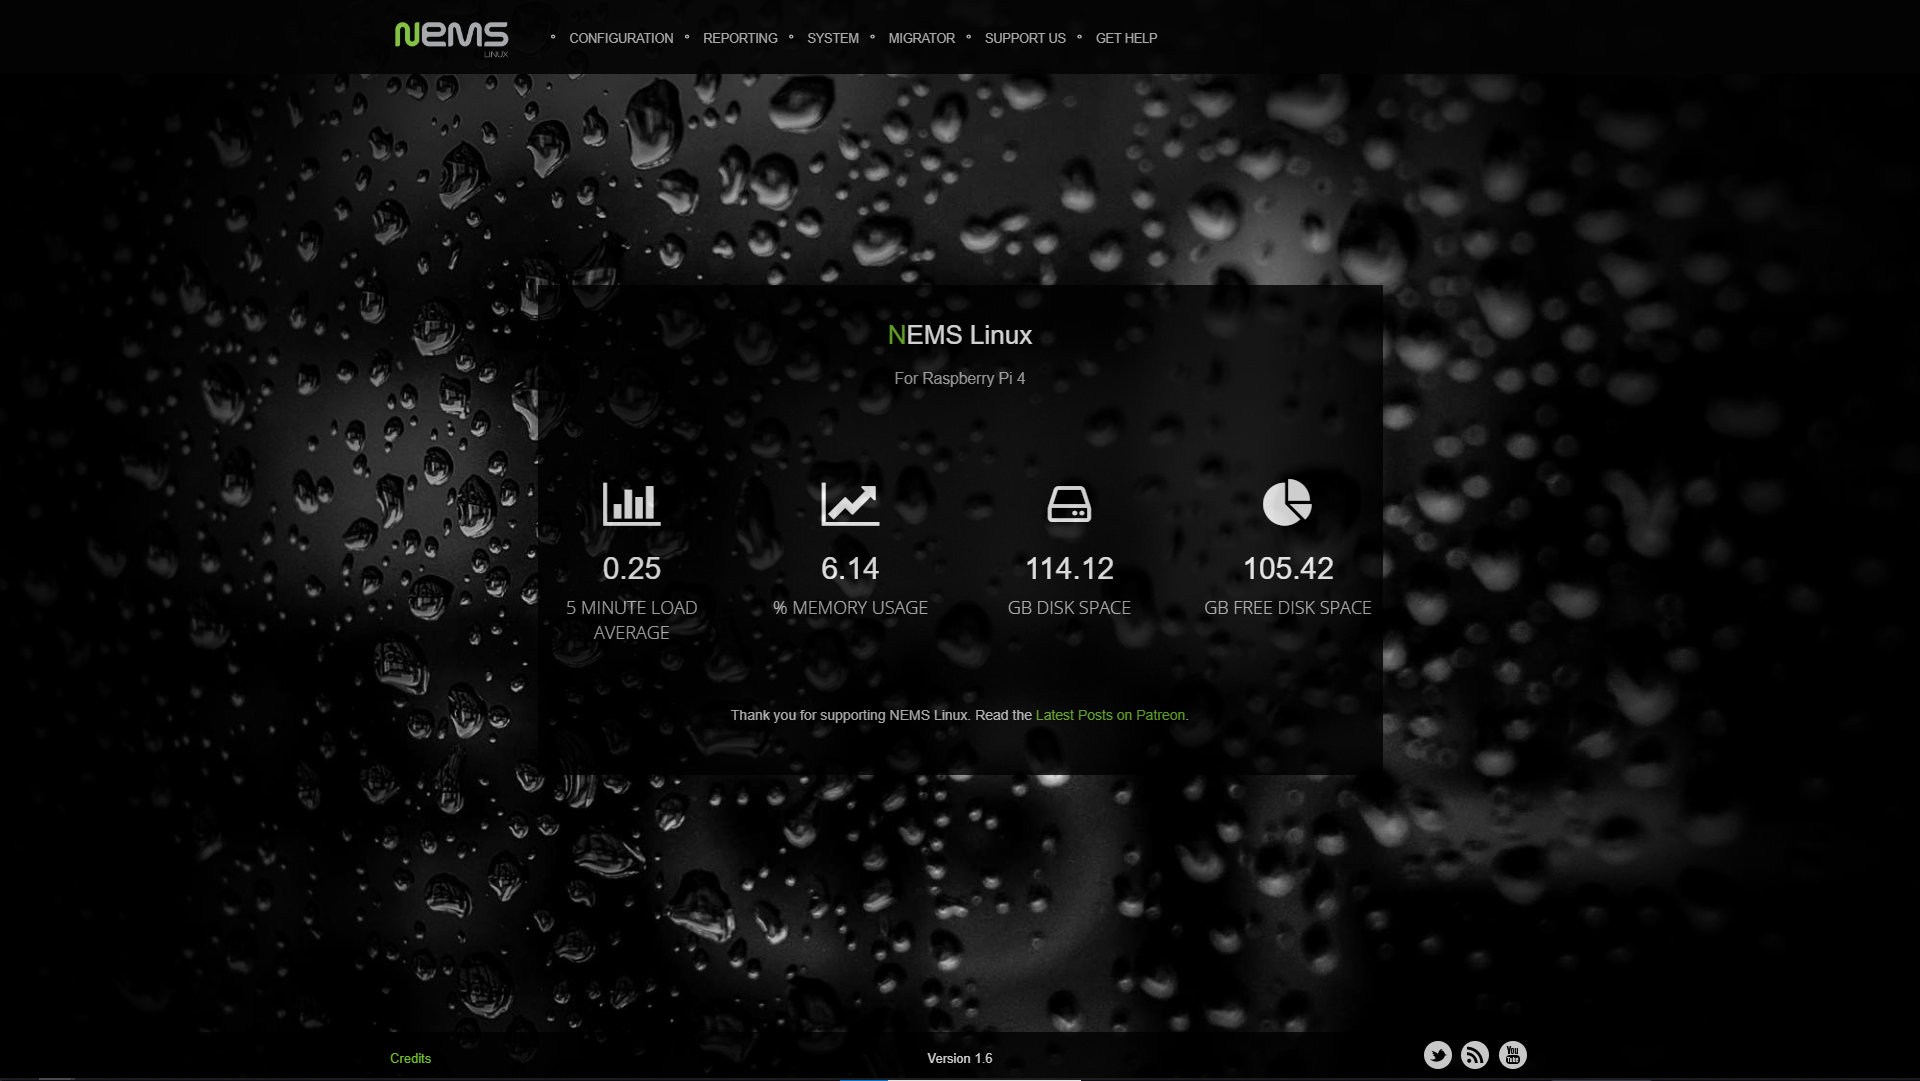 NEMS
LINUX
CONFIGURATION
REPORTING
SYSTEM
MIGRATOR
SUPPORT US
GET HELP
NEMS Linux
For Raspberry Pi 4
0.25
5 MINUTE LOAD
AVERAGE
6.14
% MEMORY USAGE
114.12
GB DISK SPACE
105.42
GB FREE DISK SPACE
Thank you for supporting NEMS Linux. Read the Latest Posts on Patreon.
Credits
Version 1.6
You
Tube